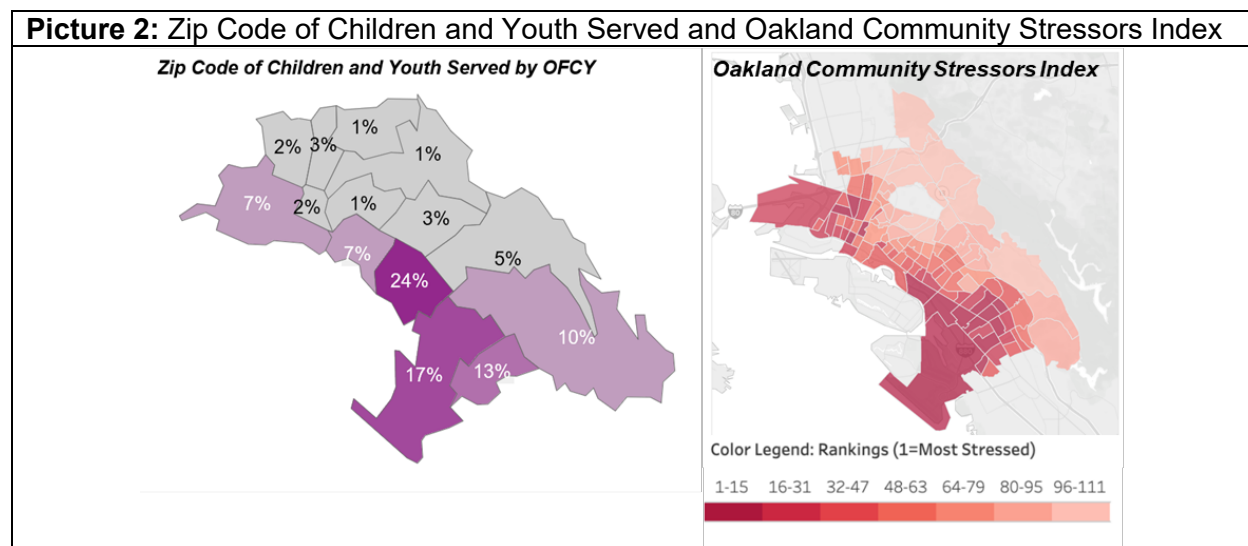 Picture 2: Zip Code of Children and Youth Served and Oakland Community Stressors Index
Zip Code of Children and Youth Served by OFCY
1%
2%
3%
1%
7%
2%
1%
3%
7%
5%
24%
10%
17%
13%
Oakland Community Stressors Index
Color Legend: Rankings (1=Most Stressed)
1-15 16-31 32-47 48-63 64-79 80-95 96-111